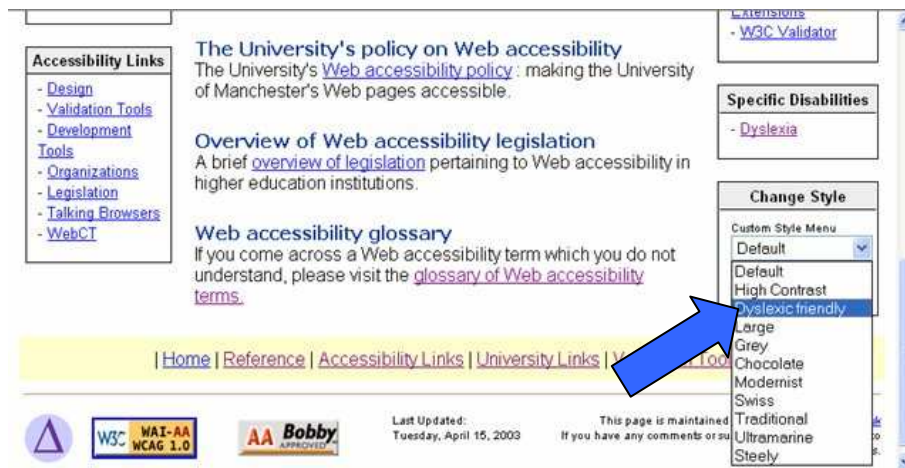 Accessibility Links
- Design
- Validation Tools
- Development
Tools
- Organizations
- Legislation
- Talking Browsers
- WebCT
The University's policy on Web accessibility
The University's Web accessibility policy : making the University
of Manchester's Web pages accessible.
Overview of Web accessibility legislation
A brief overview of legislation pertaining to Web accessibility in
higher education institutions.
Web accessibility glossary
If you come across a Web accessibility term which you do not
understand, please visit the glossary of Web accessibility
terms.
Extensions
- W3C Validator
Specific Disabilities
- Dyslexia
Change Style
Custom Style Menu
Default
Default
High Contrast
Dyslexic friendly
Large
Grey
Chocolate
Modernist
Swiss
Traditional
Ultramarine
Steely
| Home | Reference | Accessibility Links | University Links |
W3C WAI-AA
WCAG 1.0
AA Bobby
APPROVED
Last Updated:
Tuesday, April 15, 2003
This page is maintained
If you have any comments or